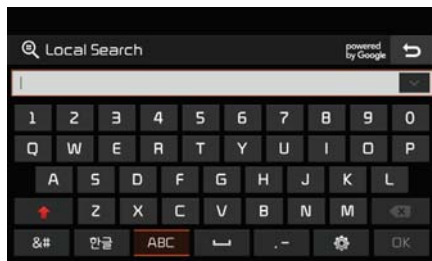 Local Search
powered
by Google
1 2 3 4 5 6 7 8 9 0
Q W E R T Y U I O P
A S D F G H J K L
Z X C V B N M
&# 한글 ABC .- OK